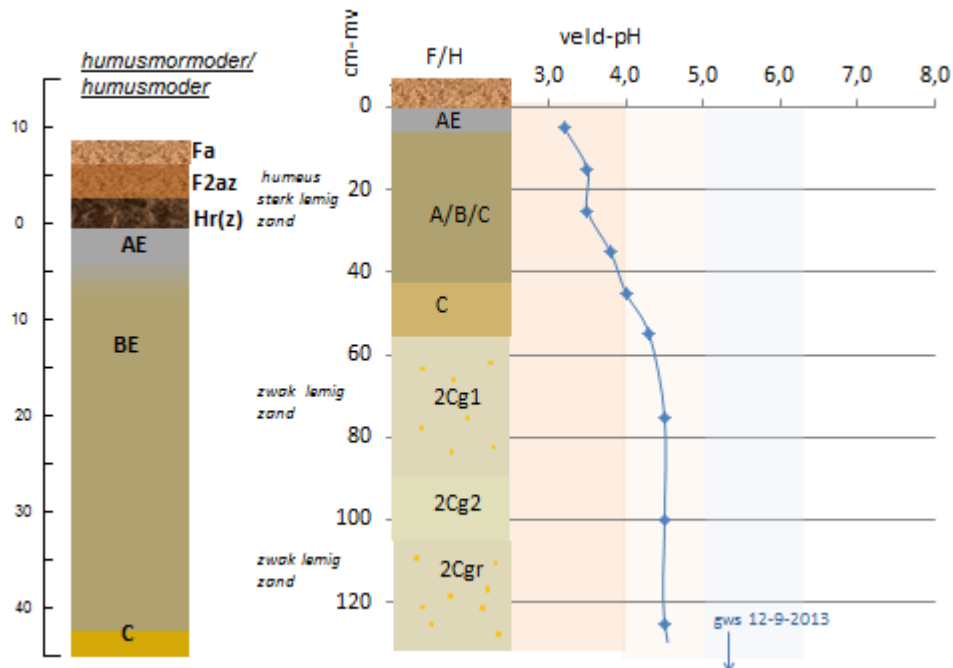 humusmormoder/
humusmoder
10
0
10
20
30
40
Fa
F2az
Hr(z)
AE
BE
C
humeus
sterk lemig
zand
zwak lemig
zand
zwak lemig
zand
cm-mv
F/H
veld-pH
3,0 4,0 5,0 6,0 7,0 8,0
0
20
40
60
80
100
120
AE
A/B/C
C
2Cg1
2Cg2
2Cgr
gws 12-9-2013